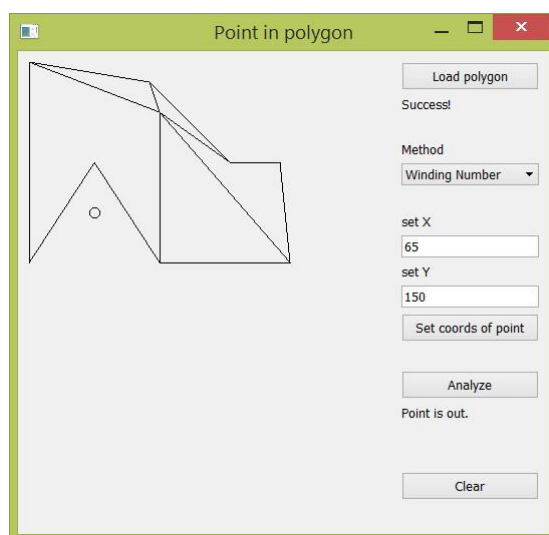 Point in polygon
Load polygon
Success!
Method
Winding Number
set X
65
set Y
150
Set coords of point
Analyze
Point is out.
Clear